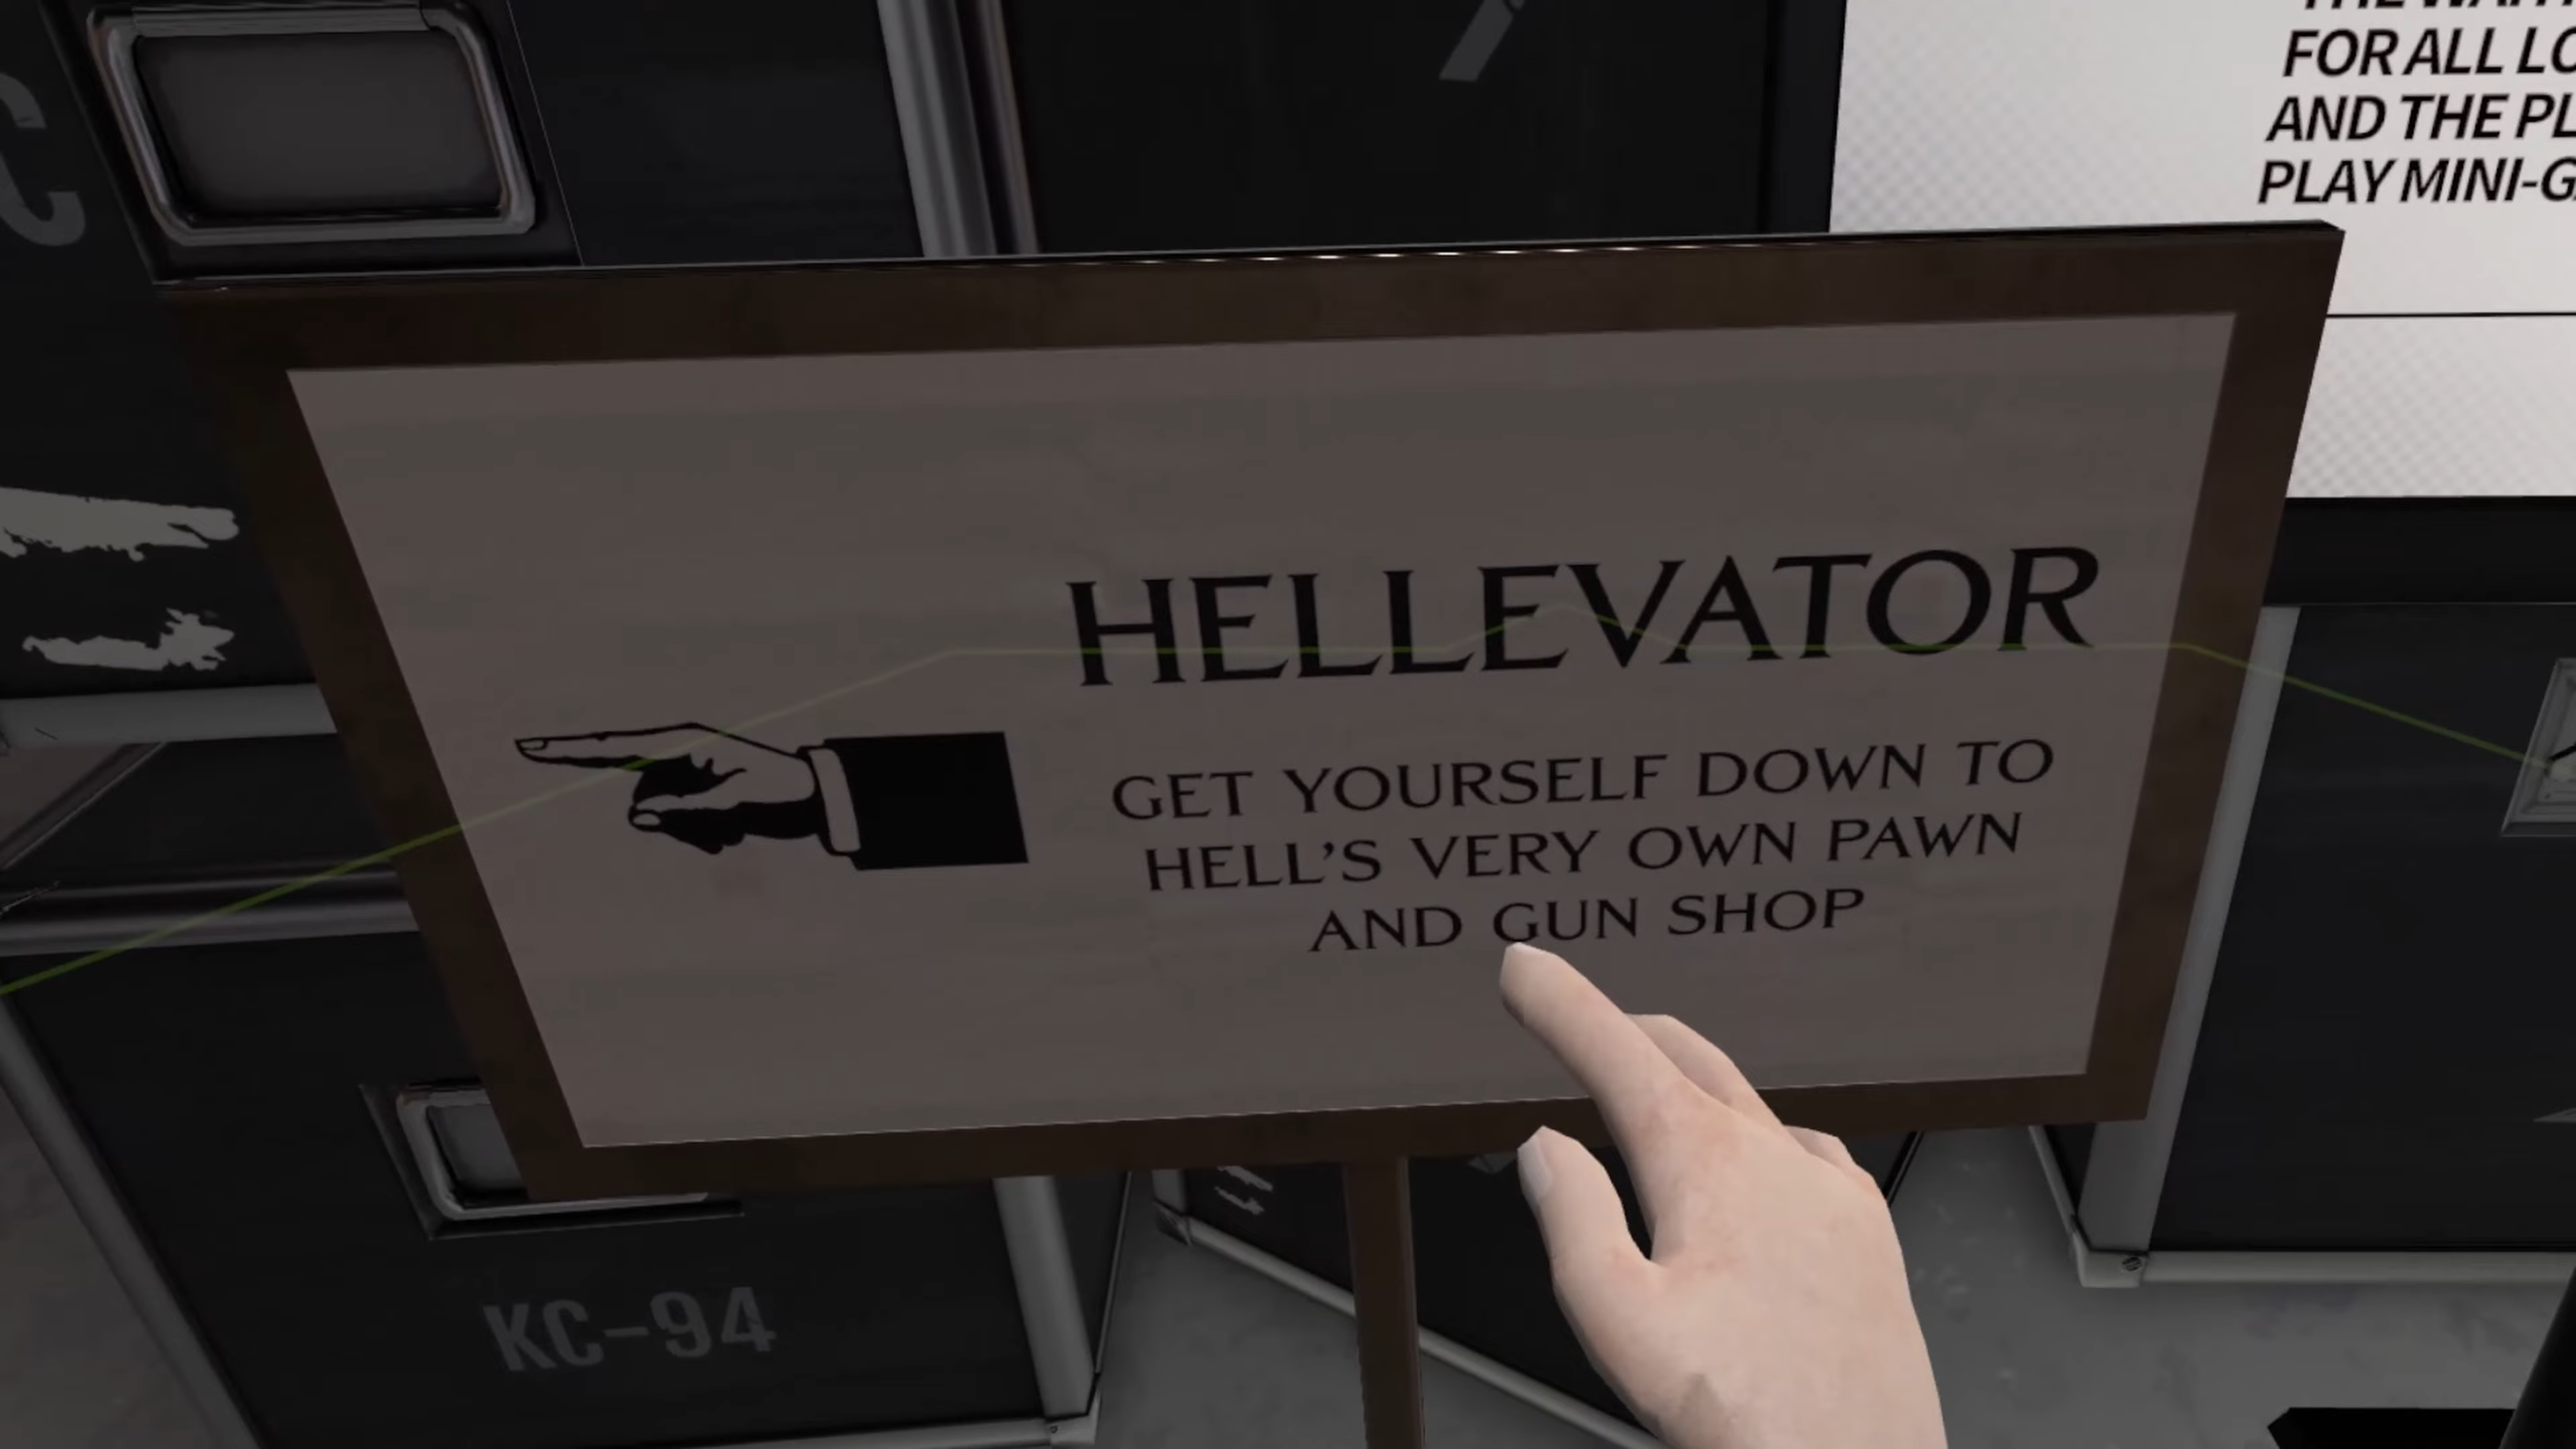 FOR ALL
AND THE
PLAY
HELLEVATOR
GET YOURSELF DOWN TO
HELL'S VERY OWN PAWN
AND GUN SHOP
KC-94